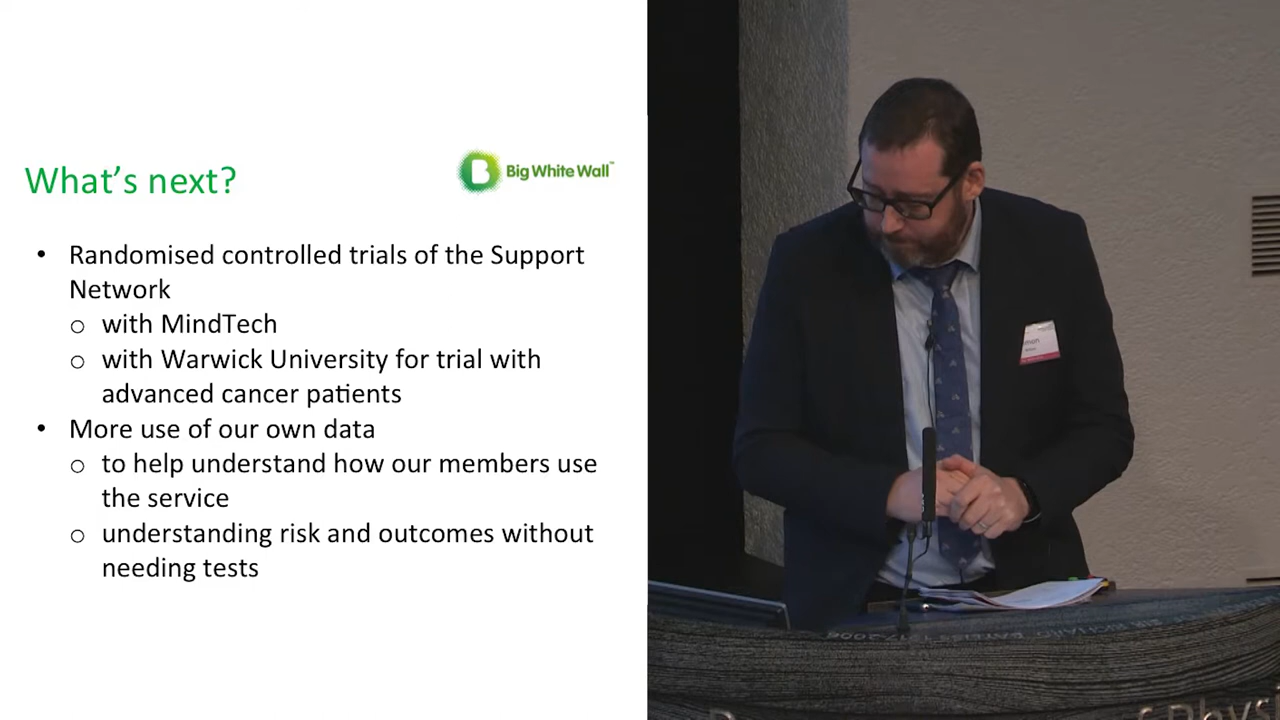 What's next?
Big White Wall™
• Randomised controlled trials of the Support
Network
o with MindTech
o with Warwick University for trial with
advanced cancer patients
• More use of our own data
o to help understand how our members use
the service
o understanding risk and outcomes without
needing tests